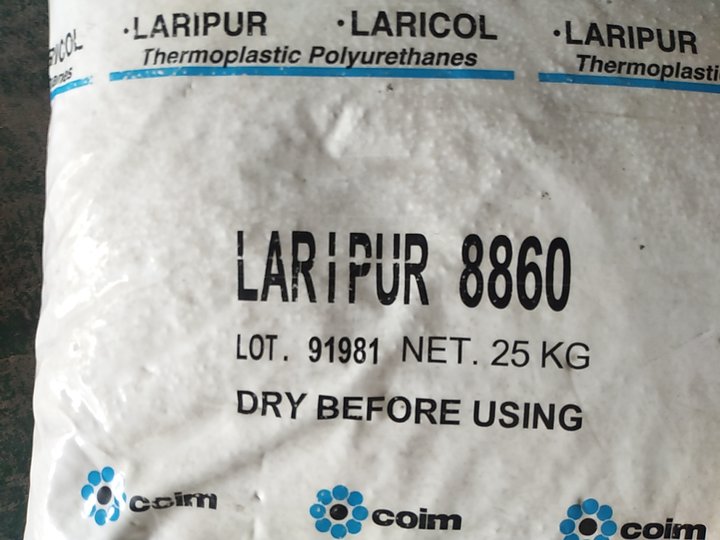 ·LARIPUR ·LARICOL ·LARIPUR
Thermoplastic Polyurethanes
LARIPUR 8860
LOT. 91981 NET. 25 KG
DRY BEFORE USING
coim coim coim